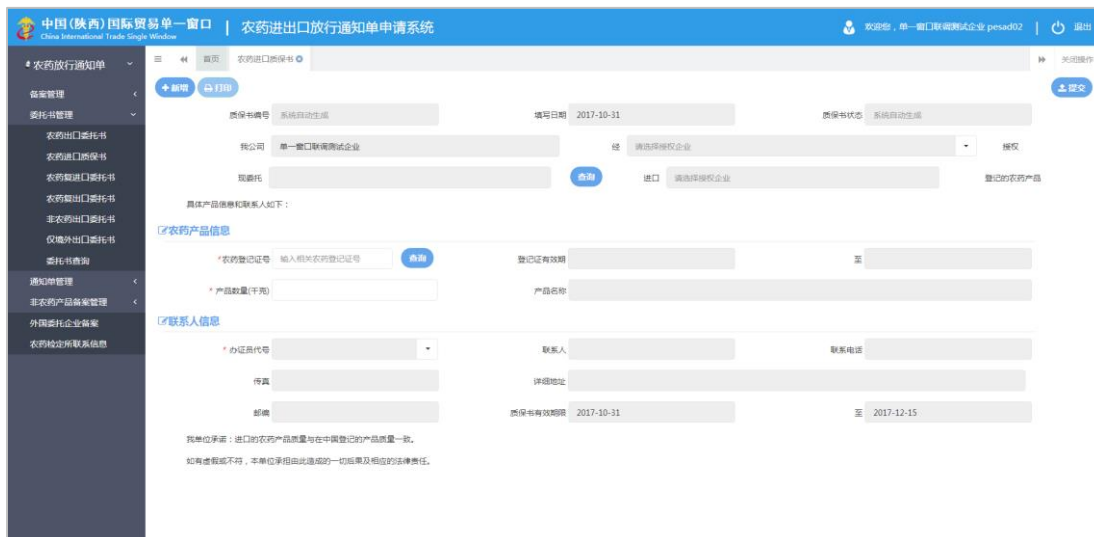 中国(陕西)国际贸易单一窗口 | 农药进出口放行通知单申请系统
China International Trade Single Window
欢迎您，单一窗口联调测试企业 pesad02 | 退出
农药放行通知单
首页 农药进口质保书 关闭操作
新增 打印 提交
备案管理
委托书管理
农药出口委托书
农药进口质保书
农药复进口委托书
农药复出口委托书
非农药出口委托书
仅境外出口委托书
委托书查询
通知单管理
非农药产品备案管理
外国委托企业备案
农药检定所联系信息
质保书编号 系统自动生成 填写日期 2017-10-31 质保书状态 系统自动生成
我公司 单一窗口联调测试企业 经 请选择授权企业 授权
现委托 查询 进口 请选择授权企业 登记的农药产品
具体产品信息和联系人如下：
农药产品信息
*农药登记证号 输入相关农药登记证号 查询 登记证有效期 至
* 产品数量(千克) 产品名称
联系人信息
* 办证员代号 联系人 联系电话
传真 详细地址
邮编 质保书有效期限 2017-10-31 至 2017-12-15
我单位承诺：进口的农药产品质量与在中国登记的产品质量一致。
如有虚假或不符，本单位承担由此造成的一切后果及相应的法律责任。